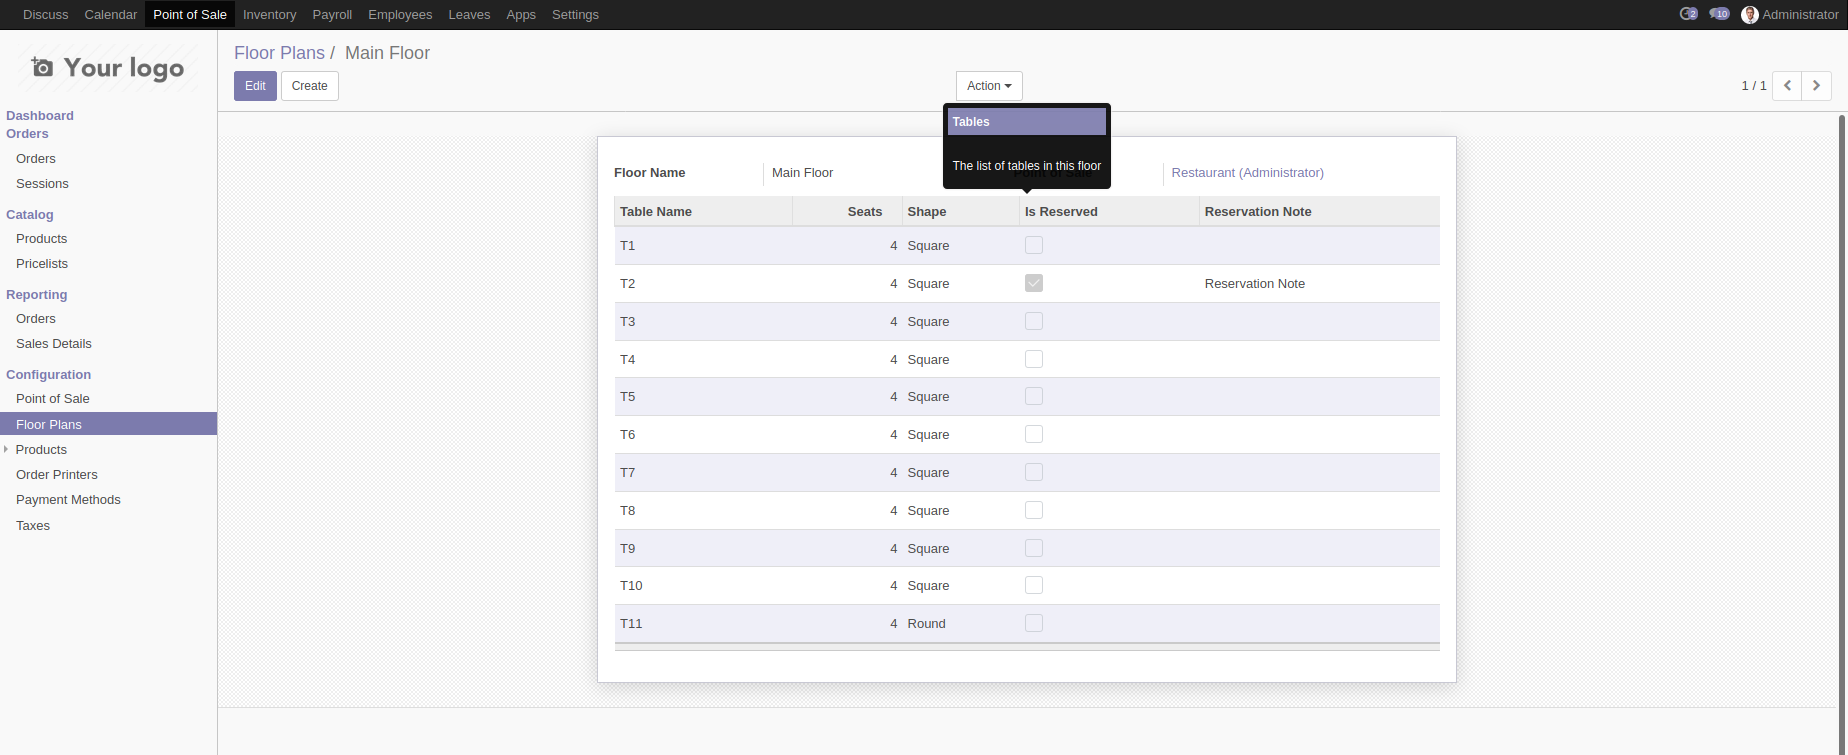 Discuss Calendar Point of Sale Inventory Payroll Employees Leaves Apps Settings 2 10 Administrator
Your logo
Dashboard
Orders
Orders
Sessions
Catalog
Products
Pricelists
Reporting
Orders
Sales Details
Configuration
Point of Sale
Floor Plans
Products
Order Printers
Payment Methods
Taxes
Floor Plans / Main Floor
Edit Create Action 1 / 1
Tables
The list of tables in this floor
Floor Name Main Floor Point of Sale Restaurant (Administrator)
Table Name Seats Shape Is Reserved Reservation Note
T1 4 Square
T2 4 Square Reservation Note
T3 4 Square
T4 4 Square
T5 4 Square
T6 4 Square
T7 4 Square
T8 4 Square
T9 4 Square
T10 4 Square
T11 4 Round